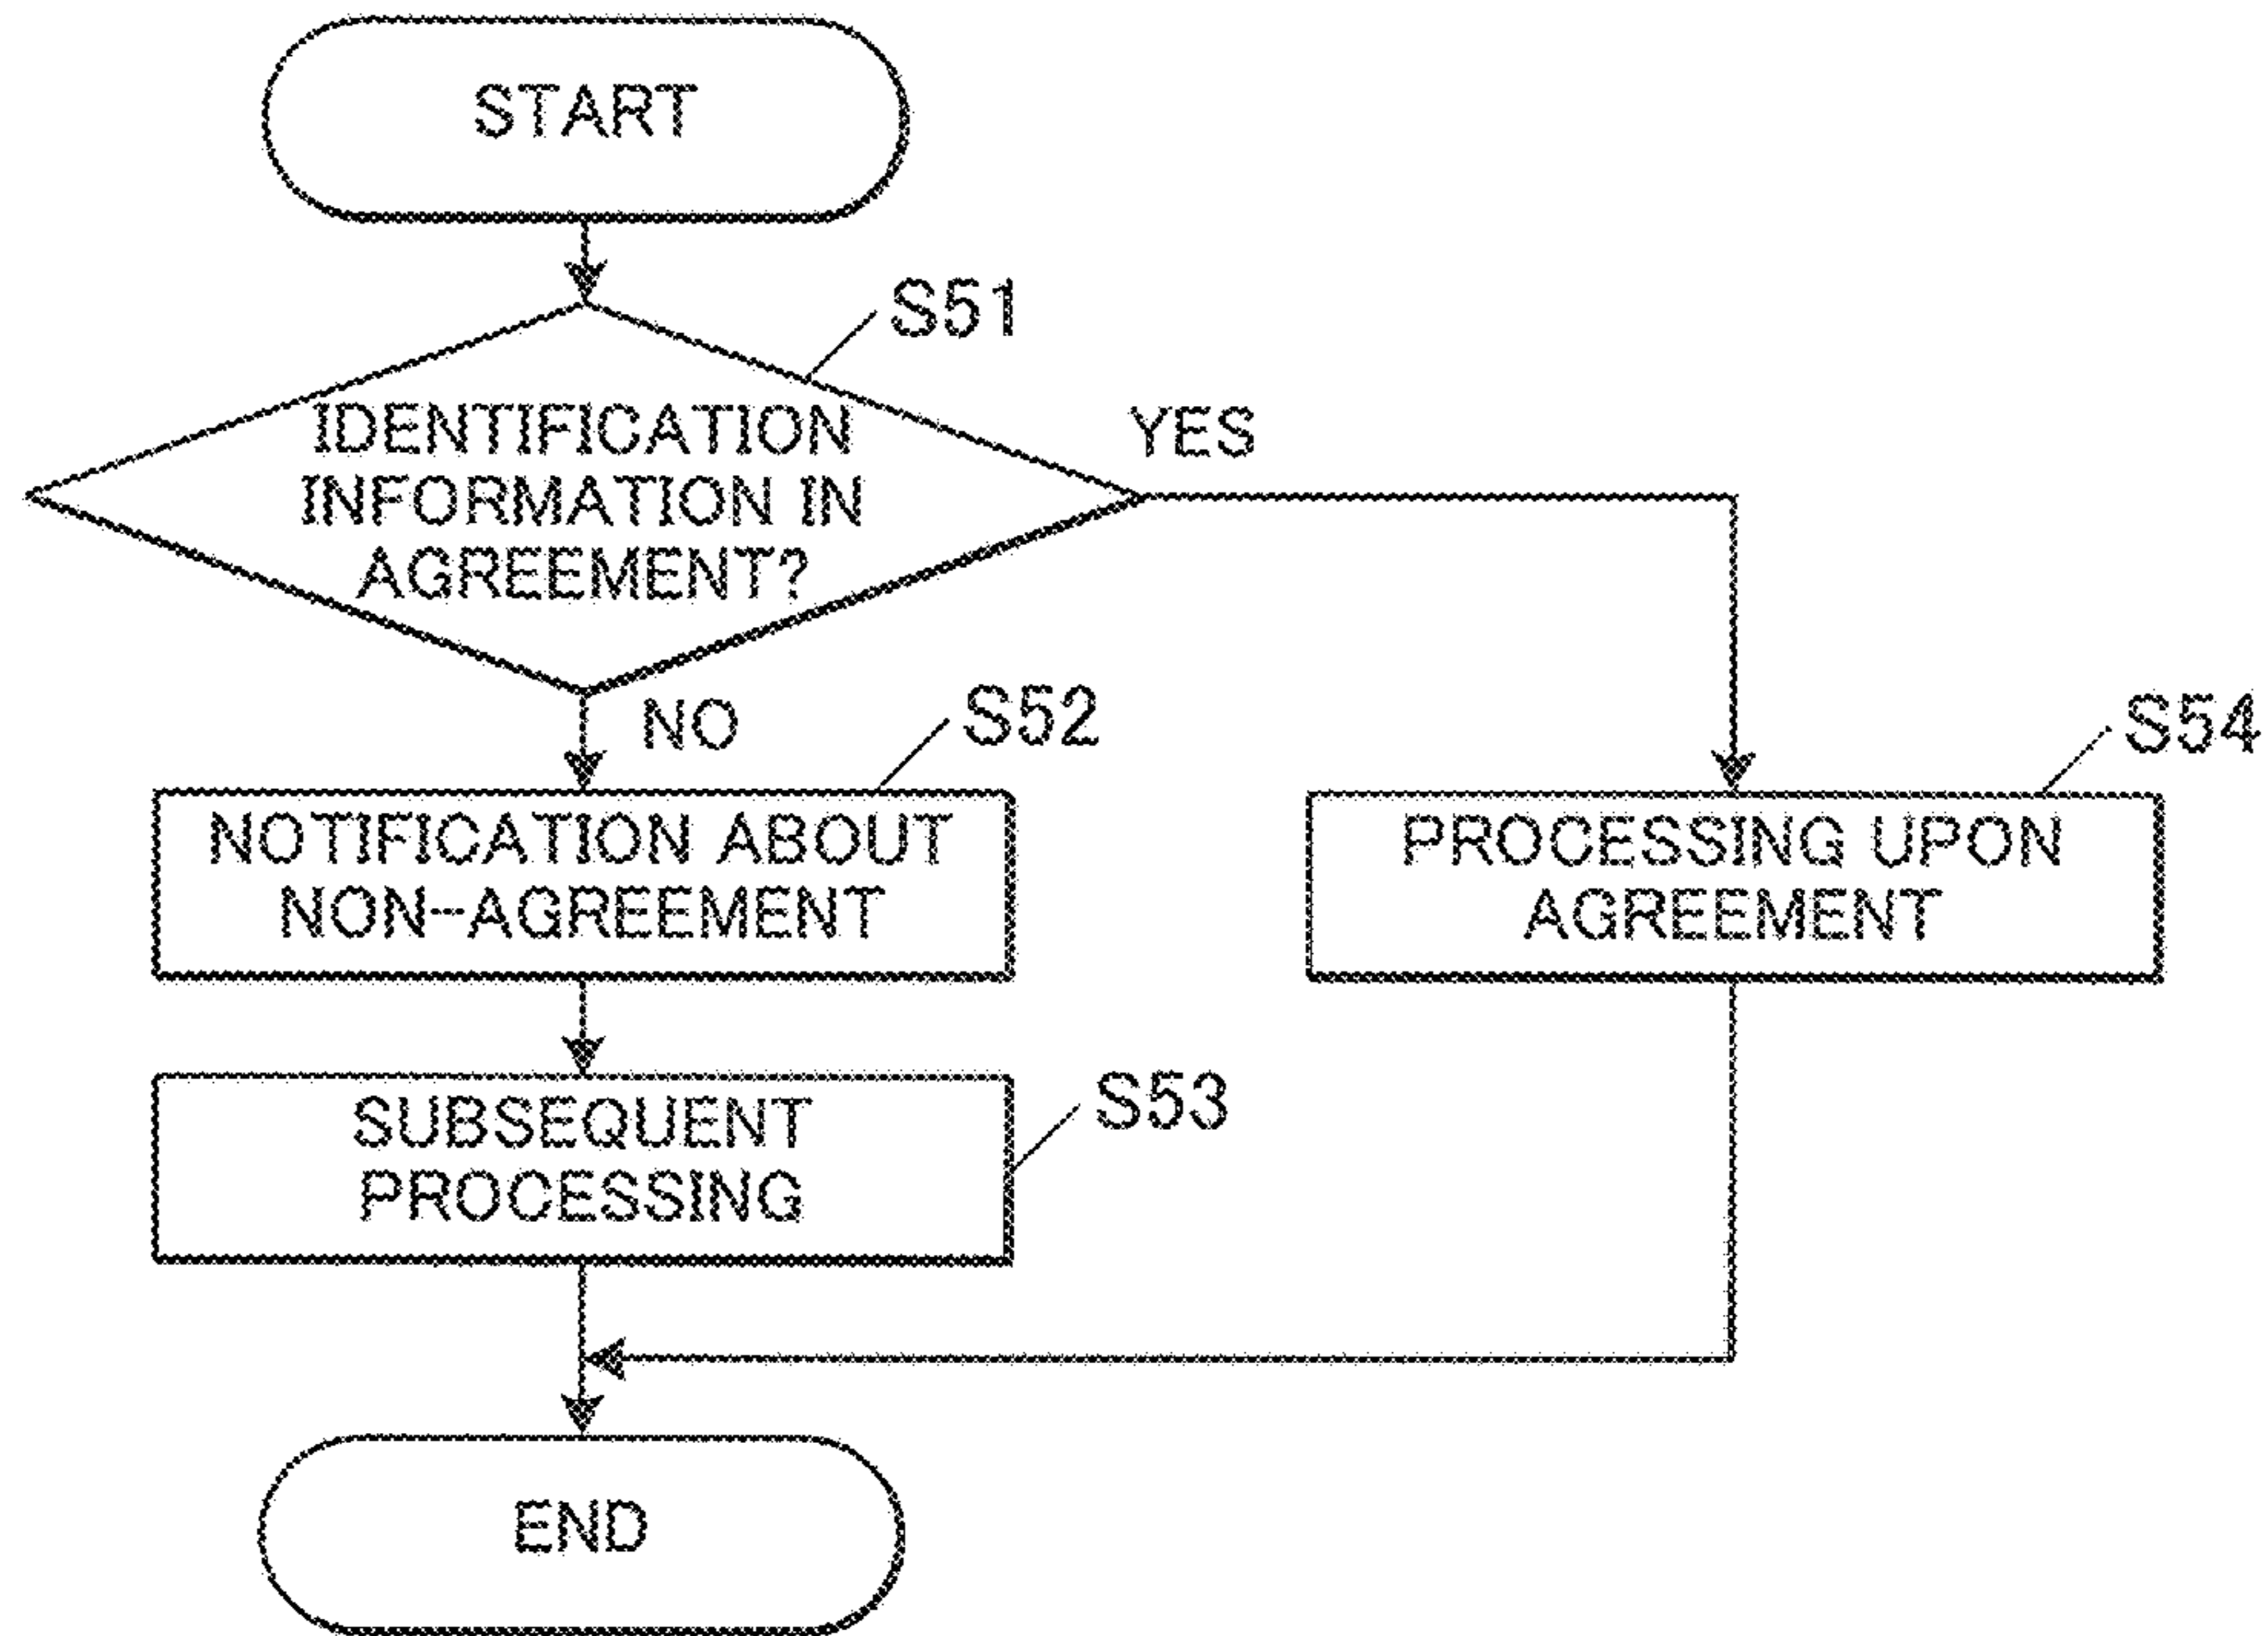 START
S51
IDENTIFICATION
INFORMATION IN
AGREEMENT?
YES
NO
S52
NOTIFICATION ABOUT
NON-AGREEMENT
S54
PROCESSING UPON
AGREEMENT
SUBSEQUENT
PROCESSING
S53
END